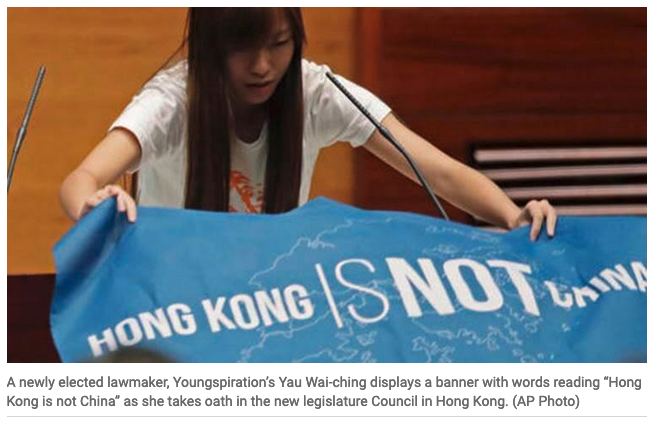 HONG KONG IS NOT CHINA
A newly elected lawmaker, Youngspiration’s Yau Wai-ching displays a banner with words reading “Hong
Kong is not China” as she takes oath in the new legislature Council in Hong Kong. (AP Photo)